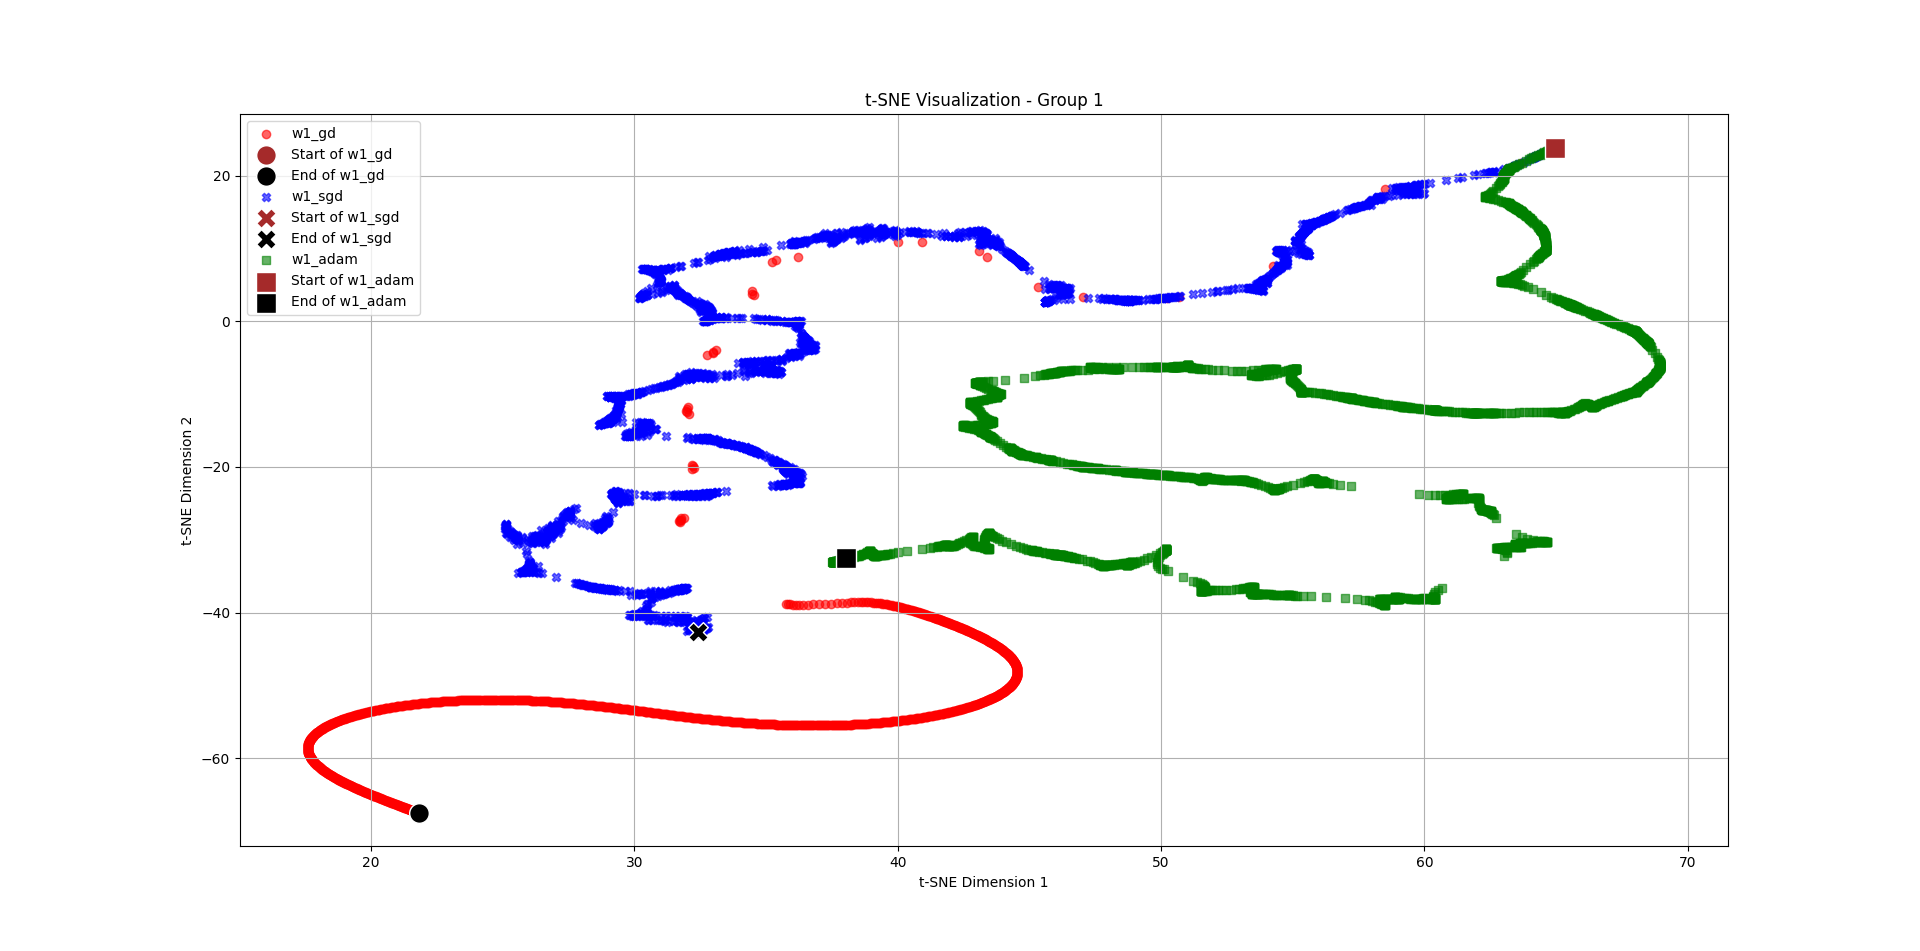 t-SNE Visualization - Group 1
w1_gd
Start of w1_gd
End of w1_gd
w1_sgd
Start of w1_sgd
End of w1_sgd
w1_adam
Start of w1_adam
End of w1_adam
20
0
−20
−40
−60
t-SNE Dimension 2
20 30 40 50 60 70
t-SNE Dimension 1